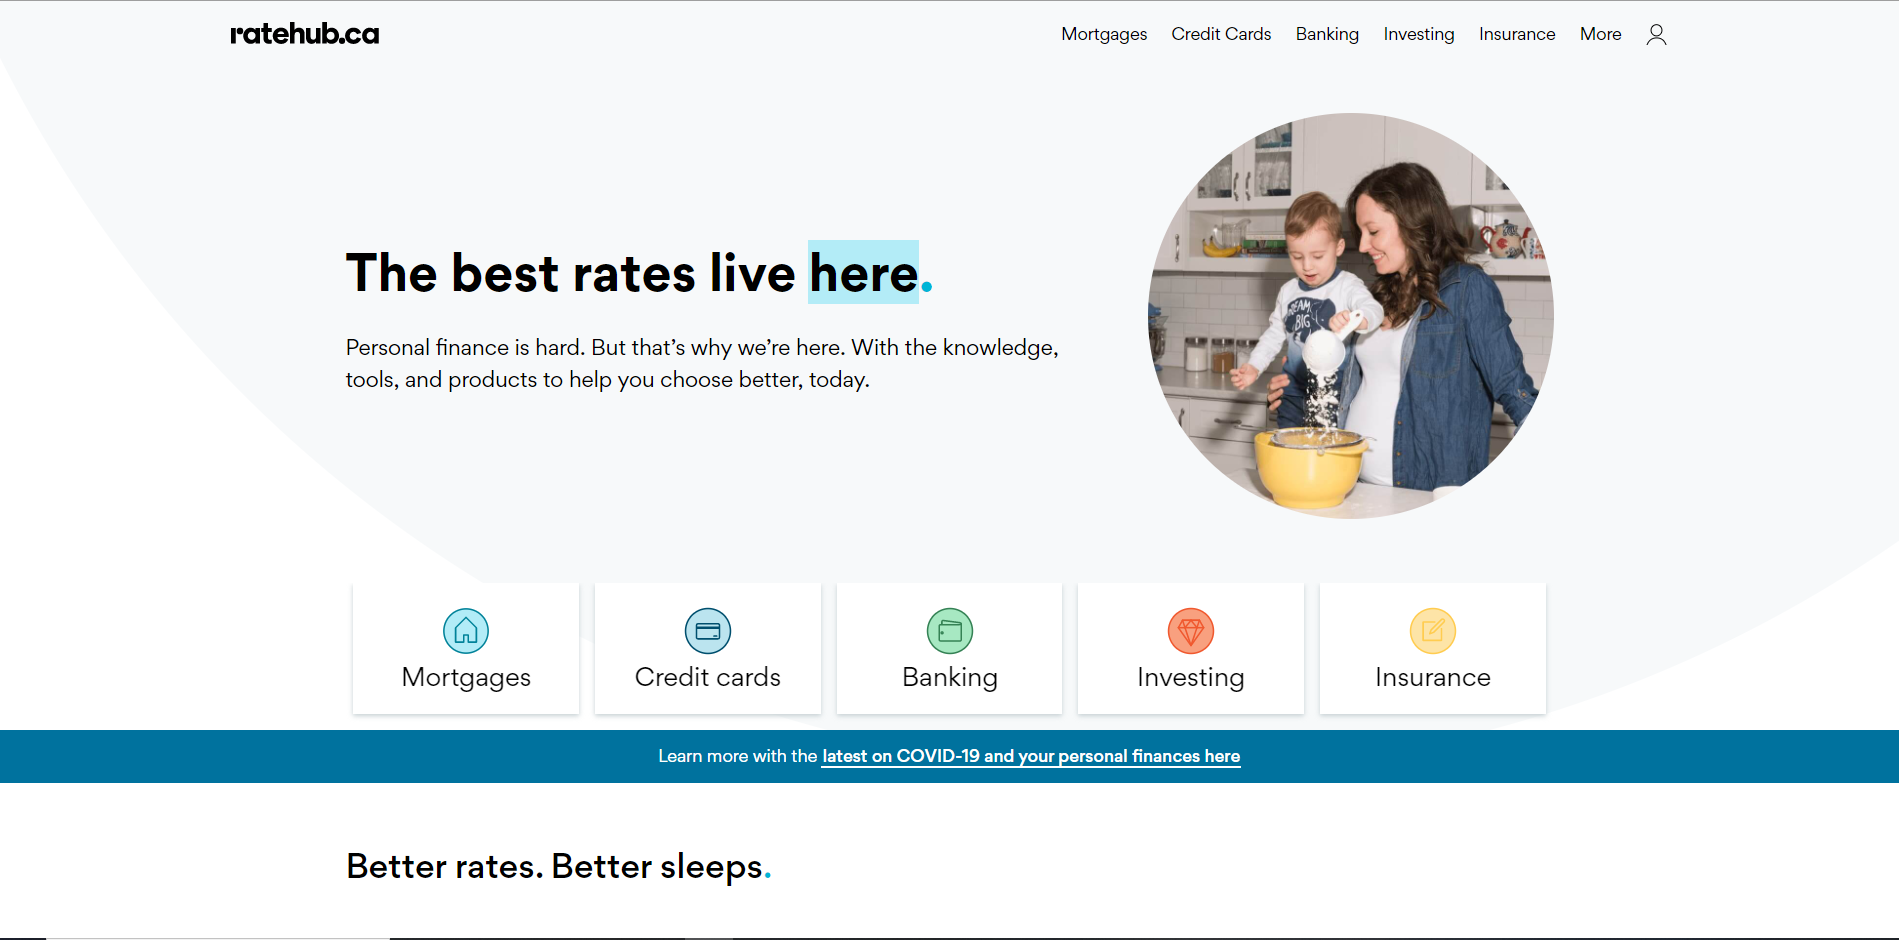 ratehub.ca
Mortgages Credit Cards Banking Investing Insurance More
The best rates live here.
Personal finance is hard. But that’s why we’re here. With the knowledge,
tools, and products to help you choose better, today.
DREAM
BIG
Mortgages
Credit cards
Banking
Investing
Insurance
Learn more with the latest on COVID-19 and your personal finances here
Better rates. Better sleeps.